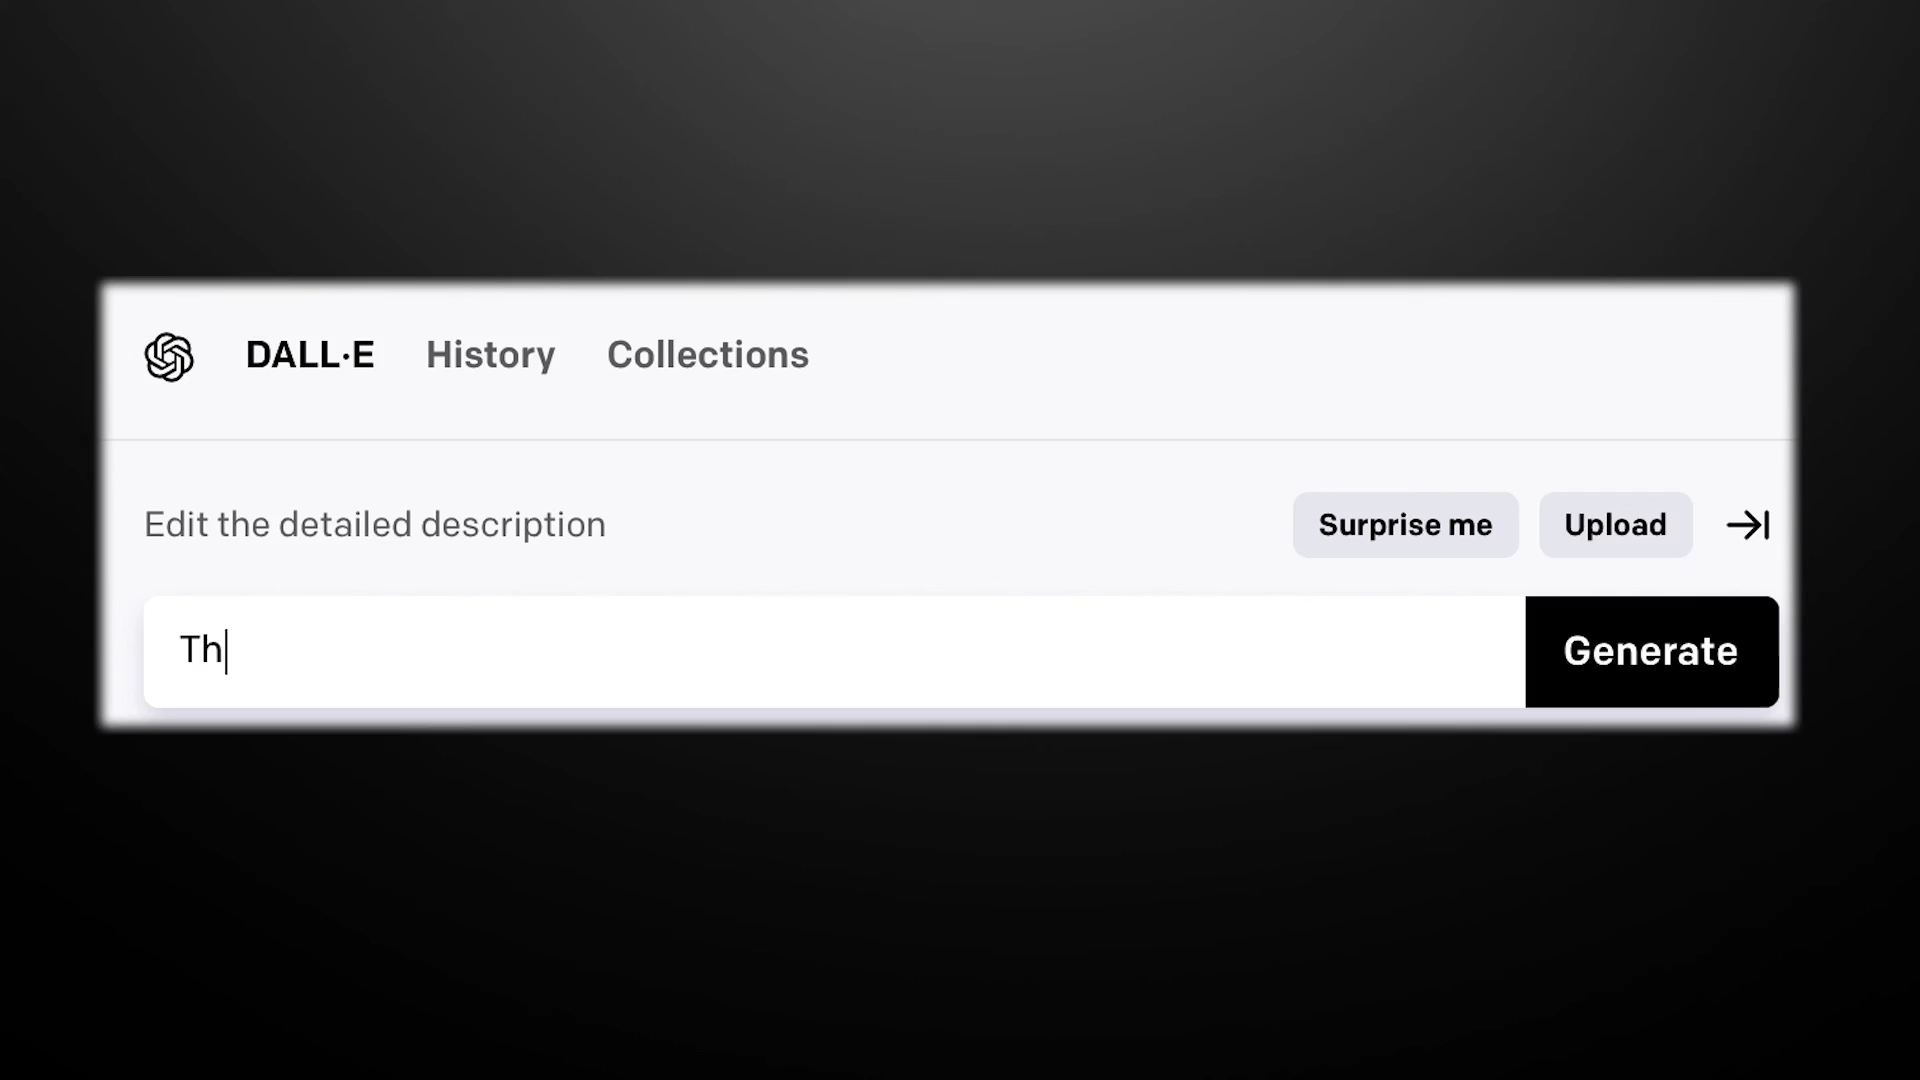 DALL·E History Collections
Edit the detailed description Surprise me Upload
Th Generate